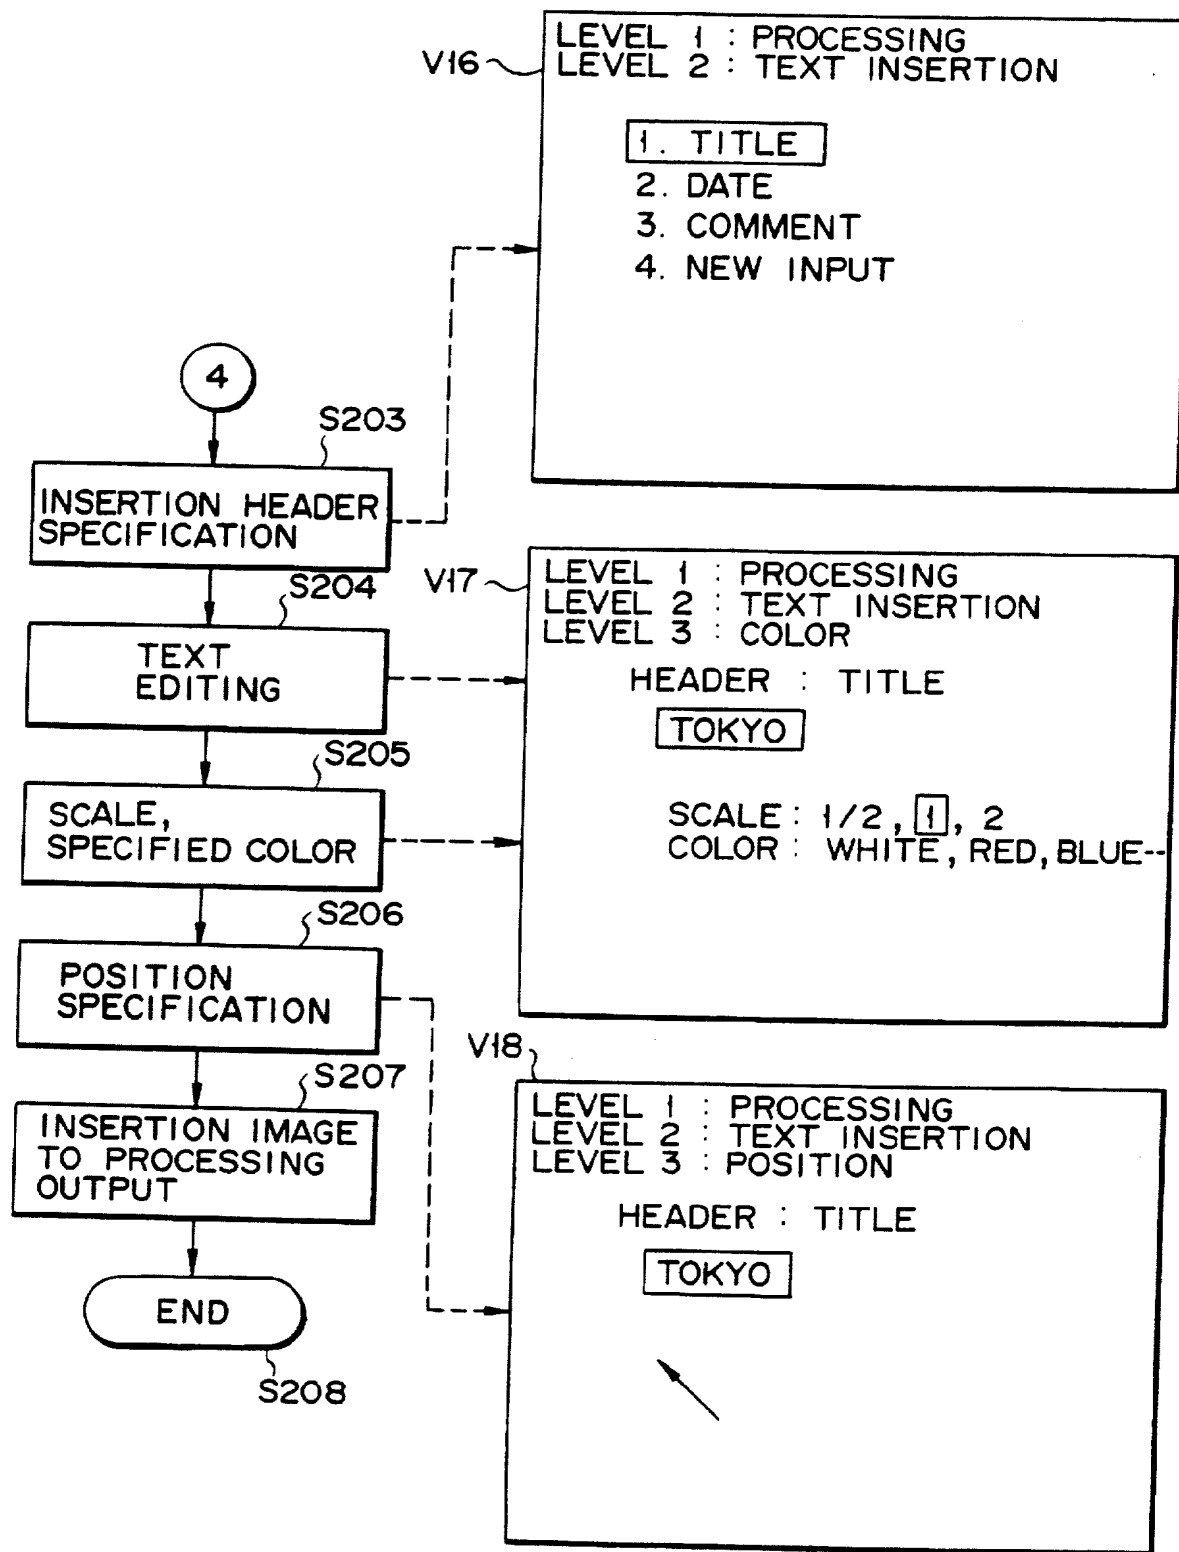 V16
LEVEL 1 : PROCESSING
LEVEL 2 : TEXT INSERTION
1. TITLE
2. DATE
3. COMMENT
4. NEW INPUT
4
S203
INSERTION HEADER
SPECIFICATION
S204
TEXT
EDITING
V17
LEVEL 1 : PROCESSING
LEVEL 2 : TEXT INSERTION
LEVEL 3 : COLOR
HEADER : TITLE
TOKYO
SCALE : 1/2, 1, 2
COLOR : WHITE, RED, BLUE--
S205
SCALE,
SPECIFIED COLOR
S206
POSITION
SPECIFICATION
S207
INSERTION IMAGE
TO PROCESSING
OUTPUT
END
S208
V18
LEVEL 1 : PROCESSING
LEVEL 2 : TEXT INSERTION
LEVEL 3 : POSITION
HEADER : TITLE
TOKYO